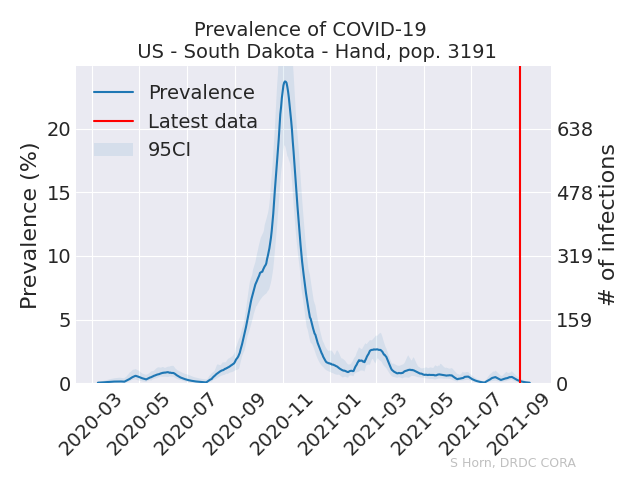 Prevalence of COVID-19
US - South Dakota - Hand, pop. 3191
Prevalence
Latest data
95CI
Prevalence (%)
20
15
10
5
0
638
478
319
159
0
# of infections
2020-03
2020-05
2020-07
2020-09
2020-11
2021-01
2021-03
2021-05
2021-07
2021-09
S Horn, DRDC CORA